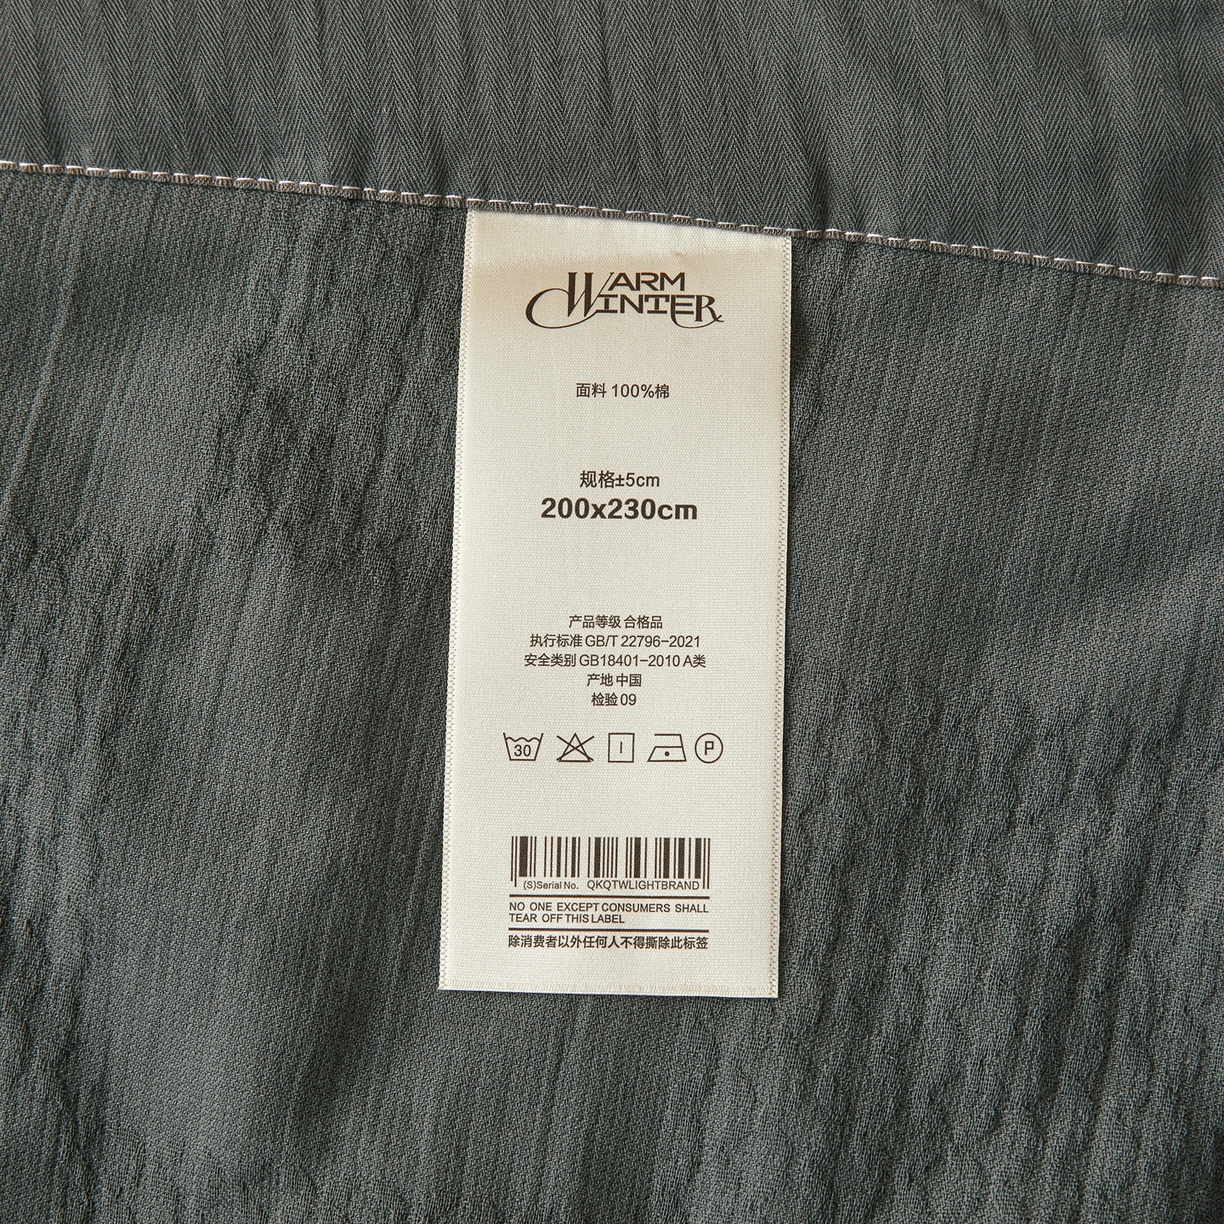 WARM
WINTER
面料 100%棉
规格±5cm
200x230cm
产品等级 合格品
执行标准 GB/T 22796-2021
安全类别 GB18401-2010 A类
产地 中国
检验 09
30
P
(S)Serial No. QKQTWLIGHTBRAND
NO ONE EXCEPT CONSUMERS SHALL
TEAR OFF THIS LABEL
除消费者以外任何人不得撕除此标签